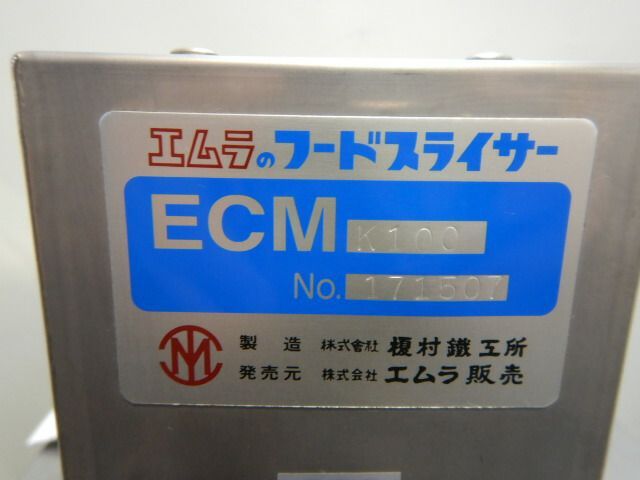 エムラのフードスライサー
ECM K100
No. 171507
製造 株式會社 榎村鐵工所
発売元 株式会社 エムラ販売